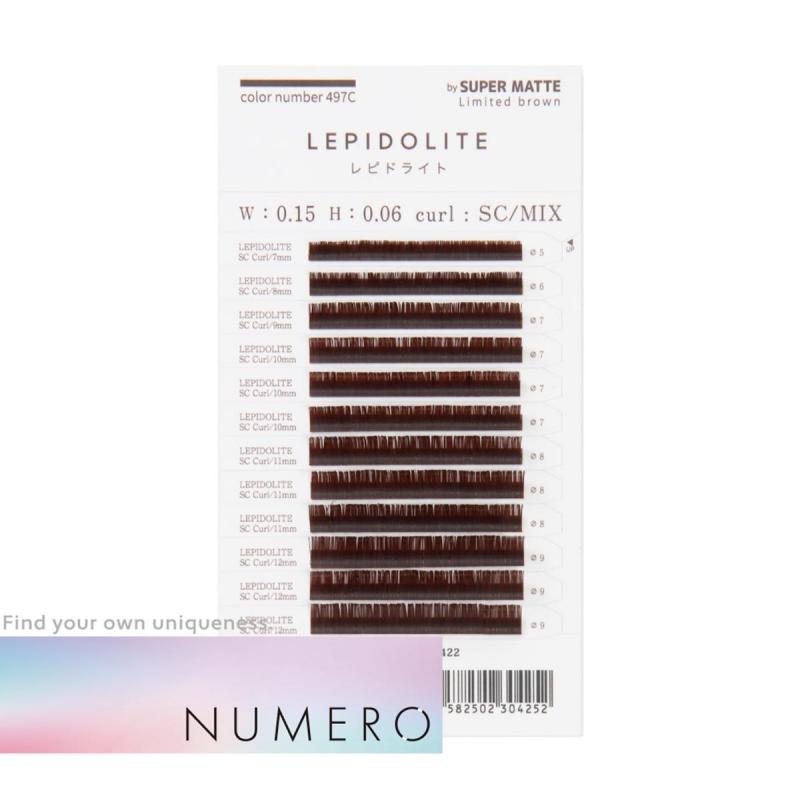 color number 497C
by SUPER MATTE
Limited brown
LEPIDOLITE
レピドライト
W : 0.15 H : 0.06 curl : SC/MIX
LEPIDOLITE
SC Curl/7mm
⌀ 5
UP
LEPIDOLITE
SC Curl/8mm
⌀ 6
LEPIDOLITE
SC Curl/9mm
⌀ 7
LEPIDOLITE
SC Curl/10mm
⌀ 7
LEPIDOLITE
SC Curl/10mm
⌀ 7
LEPIDOLITE
SC Curl/10mm
⌀ 7
LEPIDOLITE
SC Curl/11mm
⌀ 8
LEPIDOLITE
SC Curl/11mm
⌀ 8
LEPIDOLITE
SC Curl/11mm
⌀ 8
LEPIDOLITE
SC Curl/12mm
⌀ 9
LEPIDOLITE
SC Curl/12mm
⌀ 9
LEPIDOLITE
SC Curl/12mm
⌀ 9
Find your own uniqueness.
422
NUMERO
582502 304252